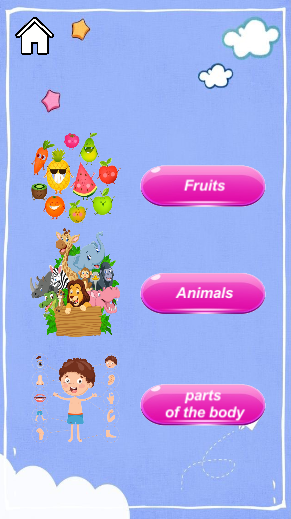 Fruits
Animals
parts
of the body